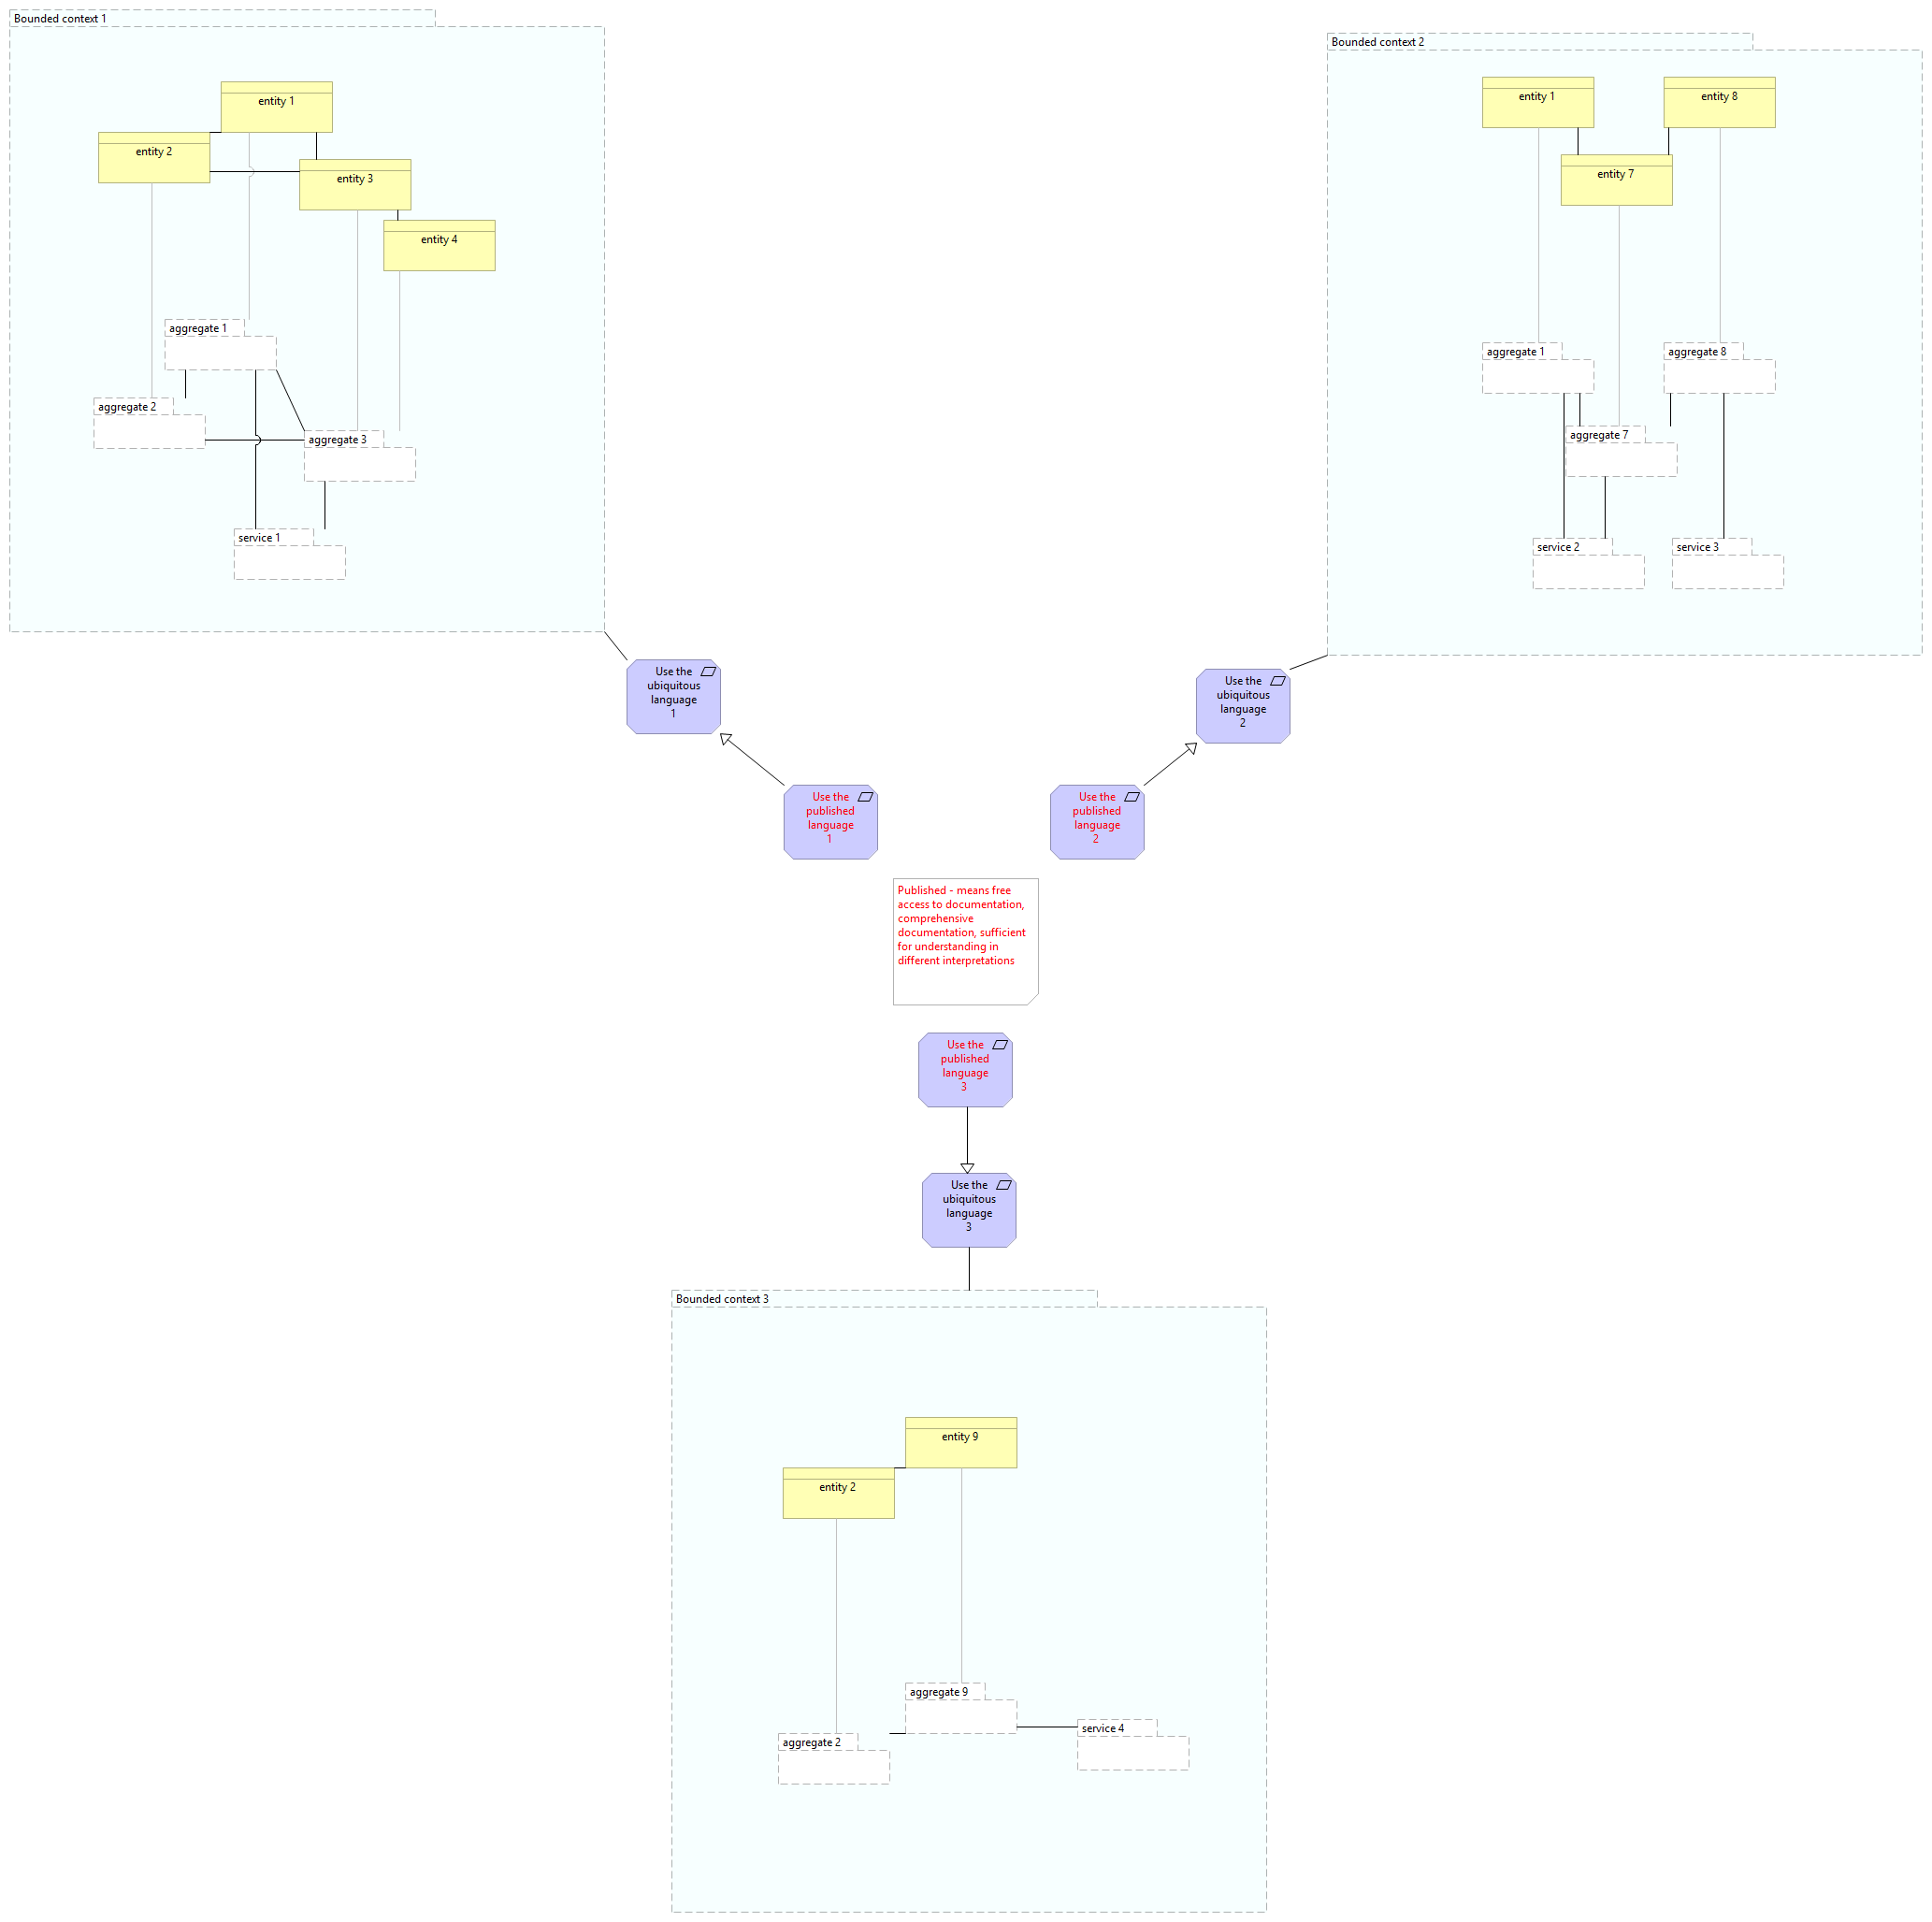 Bounded context 1
entity 1
entity 2
entity 3
entity 4
aggregate 1
aggregate 2
aggregate 3
service 1
Bounded context 2
entity 1
entity 8
entity 7
aggregate 1
aggregate 8
aggregate 7
service 2
service 3
Use the
ubiquitous
language
1
Use the
ubiquitous
language
2
Use the
published
language
1
Use the
published
language
2
Published - means free
access to documentation,
comprehensive
documentation, sufficient
for understanding in
different interpretations
Use the
published
language
3
Use the
ubiquitous
language
3
Bounded context 3
entity 9
entity 2
aggregate 9
aggregate 2
service 4